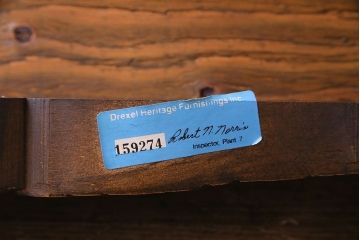 Drexel Heritage Furnishings Inc.
159274 Robert M. Norris
Inspector, Plant 7